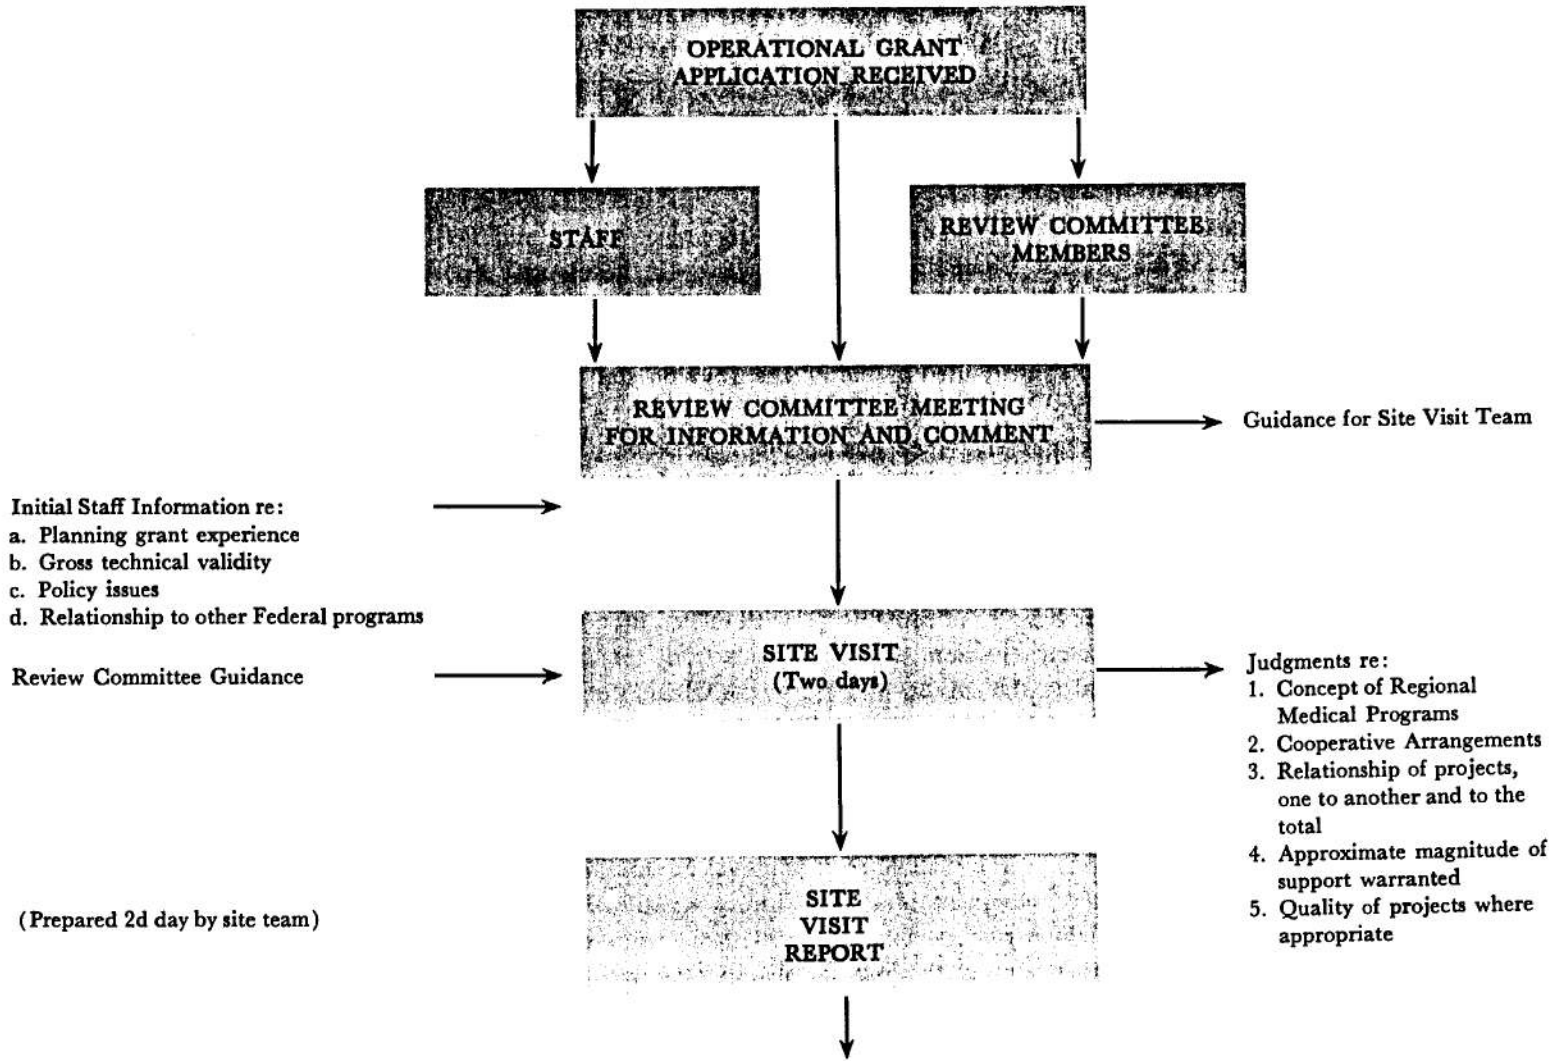 OPERATIONAL GRANT
APPLICATION RECEIVED
STAFF
REVIEW COMMITTEE
MEMBERS
REVIEW COMMITTEE MEETING
FOR INFORMATION AND COMMENT
Guidance for Site Visit Team
Initial Staff Information re:
a. Planning grant experience
b. Gross technical validity
c. Policy issues
d. Relationship to other Federal programs
Review Committee Guidance
SITE VISIT
(Two days)
Judgments re:
1. Concept of Regional
Medical Programs
2. Cooperative Arrangements
3. Relationship of projects,
one to another and to the
total
4. Approximate magnitude of
support warranted
5. Quality of projects where
appropriate
(Prepared 2d day by site team)
SITE
VISIT
REPORT